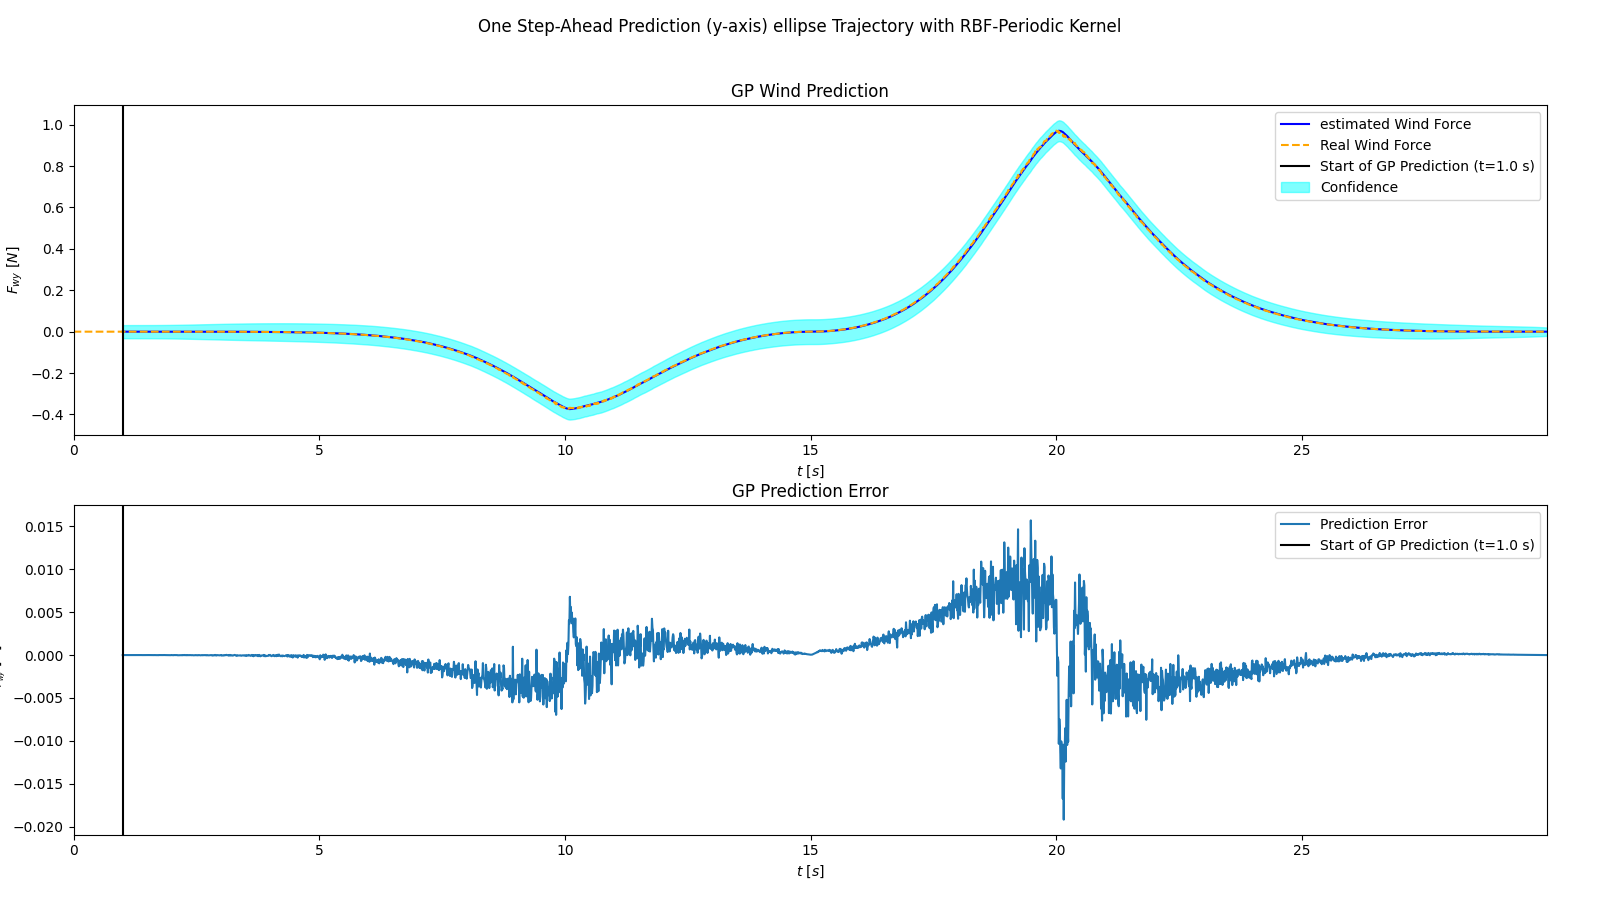 One Step-Ahead Prediction (y-axis) ellipse Trajectory with RBF-Periodic Kernel
GP Wind Prediction
F_wy [N]
1.0
0.8
0.6
0.4
0.2
0.0
−0.2
−0.4
estimated Wind Force
Real Wind Force
Start of GP Prediction (t=1.0 s)
Confidence
0 5 10 15 20 25
t [s]
GP Prediction Error
0.015
0.010
0.005
0.000
−0.005
−0.010
−0.015
−0.020
Prediction Error
Start of GP Prediction (t=1.0 s)
0 5 10 15 20 25
t [s]